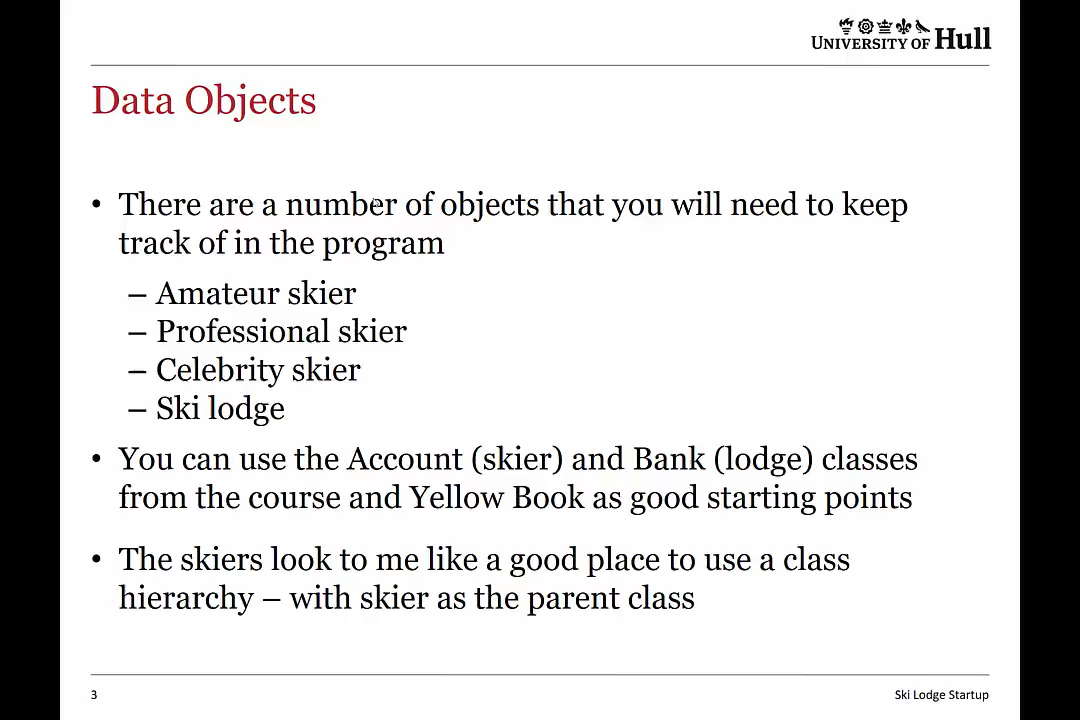 UNIVERSITY OF Hull
Data Objects
• There are a number of objects that you will need to keep
track of in the program
– Amateur skier
– Professional skier
– Celebrity skier
– Ski lodge
• You can use the Account (skier) and Bank (lodge) classes
from the course and Yellow Book as good starting points
• The skiers look to me like a good place to use a class
hierarchy – with skier as the parent class
3
Ski Lodge Startup